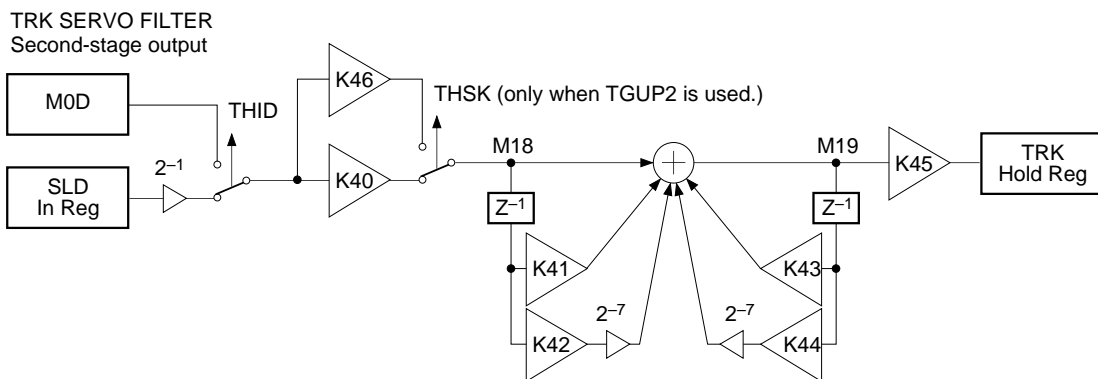 TRK SERVO FILTER
Second-stage output
M0D
THID
K46
THSK (only when TGUP2 is used.)
SLD
In Reg
2⁻¹
K40
M18
M19
K45
TRK
Hold Reg
Z⁻¹
Z⁻¹
K41
K43
K42
2⁻⁷
2⁻⁷
K44